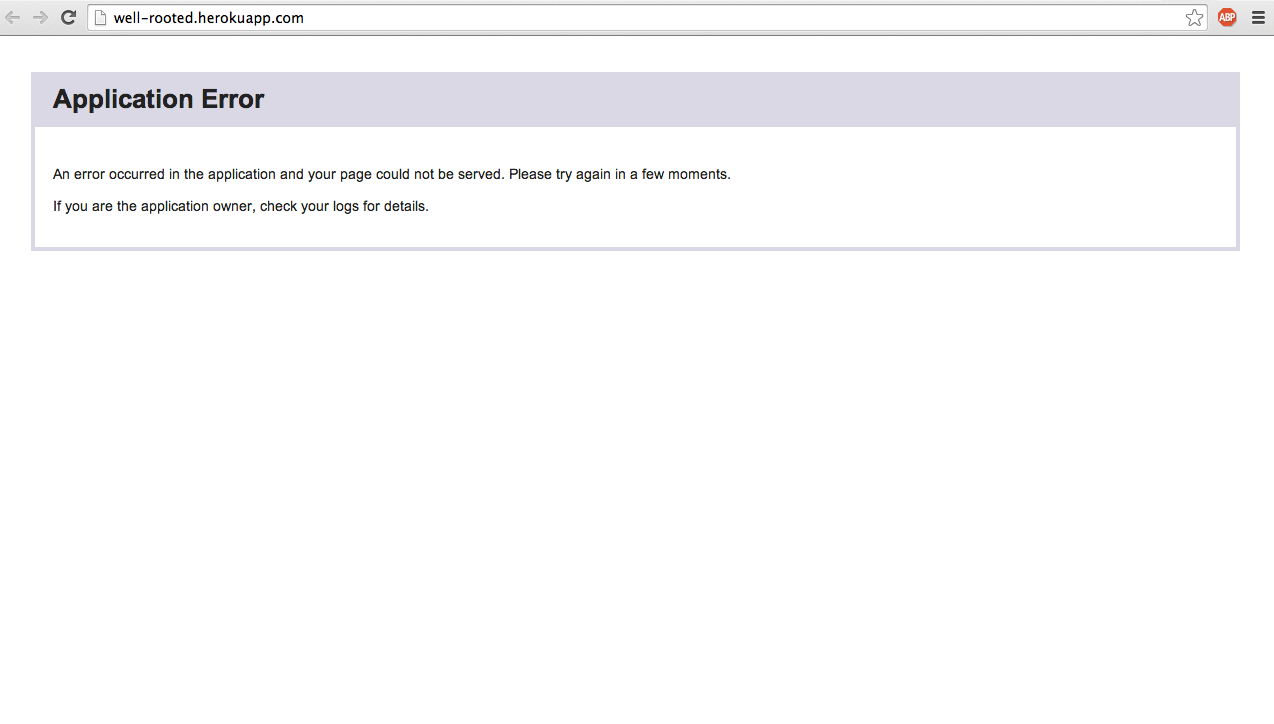 well-rooted.herokuapp.com
ABP
Application Error
An error occurred in the application and your page could not be served. Please try again in a few moments.
If you are the application owner, check your logs for details.